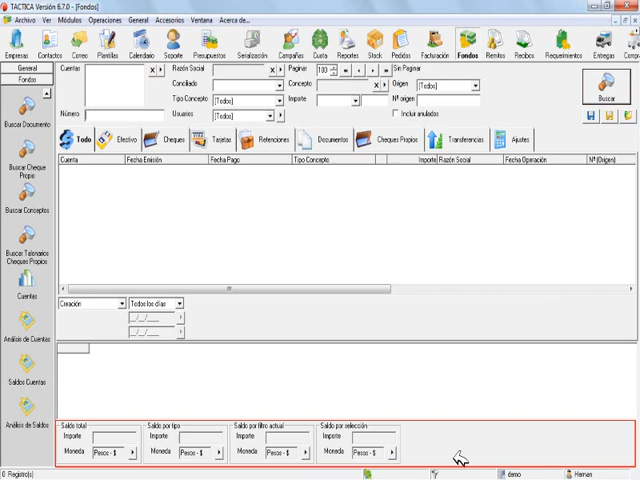 TACTICA Versión 6.7.0 - [Fondos]
Archivo Ver Módulos Operaciones General Accesorios Ventana Acerca de...
Empresas Contactos Correo Plantillas Calendario Soporte Presupuestos Serialización Campañas Cuota Reportes Stock Pedidos Facturación Fondos Remitos Recibos Requerimientos Entregas
General
Fondos
Buscar Documento
Buscar Cheque Propio
Buscar Conceptos
Buscar Talonarios Cheques Propios
Cuentas
Análisis de Cuentas
Saldos Cuentas
Análisis de Saldos
Cuentas X Razón Social X Paginar 100 Sin Paginar
Conciliado Concepto X Origen [Todos]
Tipo Concepto [Todos] Importe Nº origen
Número Usuarios [Todos] Incluir anulados
Buscar
Todo Efectivo Cheques Tarjetas Retenciones Documentos Cheques Propios Transferencias Ajustes
Cuenta Fecha Emisión Fecha Pago Tipo Concepto Importe Razón Social Fecha Operación Nº (Origen)
Creación Todos los días
__/__/____
__/__/____
Saldo total Saldo por tipo Saldo por filtro actual Saldo por selección
Importe Importe Importe Importe
Moneda Pesos - $ Moneda Pesos - $ Moneda Pesos - $ Moneda Pesos - $
0 Registro(s) demo Hernan